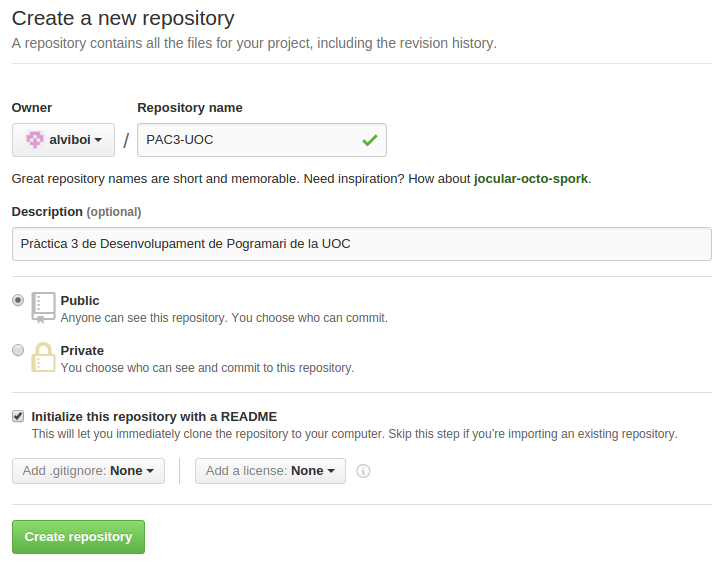 Create a new repository
A repository contains all the files for your project, including the revision history.
Owner Repository name
alviboi / PAC3-UOC
Great repository names are short and memorable. Need inspiration? How about jocular-octo-spork.
Description (optional)
Pràctica 3 de Desenvolupament de Pogramari de la UOC
Public
Anyone can see this repository. You choose who can commit.
Private
You choose who can see and commit to this repository.
Initialize this repository with a README
This will let you immediately clone the repository to your computer. Skip this step if you’re importing an existing repository.
Add .gitignore: None Add a license: None
Create repository